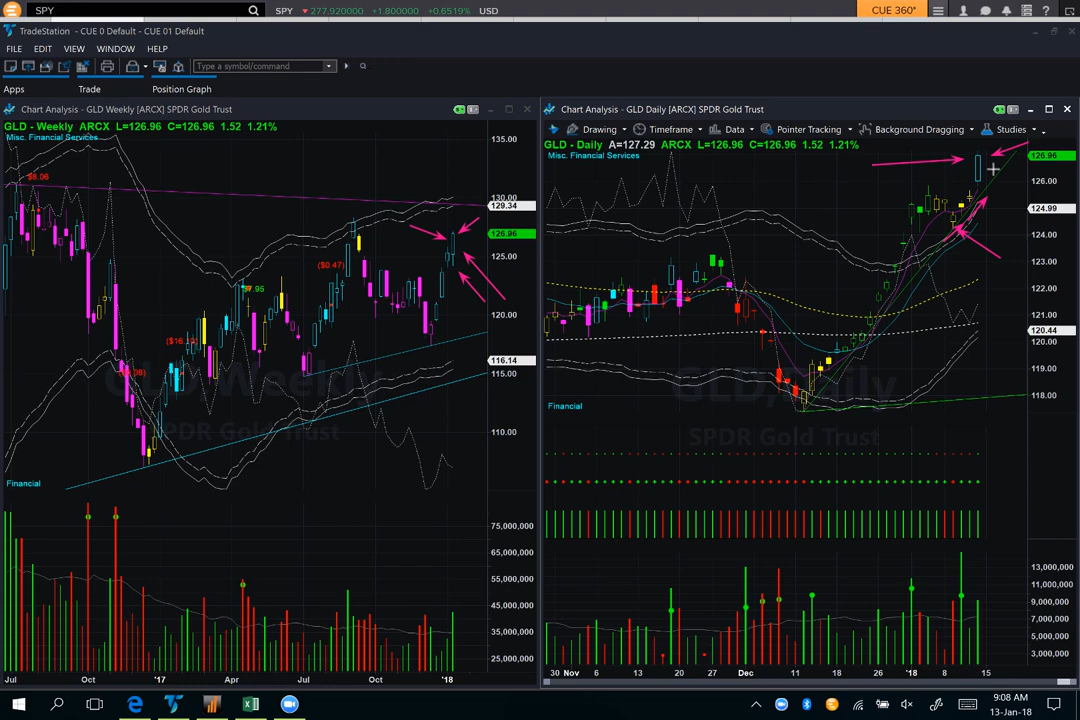 SPY SPY 277.920000 +1.800000 +0.6519% USD CUE 360°
TradeStation - CUE 0 Default - CUE 01 Default
FILE EDIT VIEW WINDOW HELP
Type a symbol/command
Apps Trade Position Graph
Chart Analysis - GLD Weekly [ARCX] SPDR Gold Trust
GLD - Weekly ARCX L=126.96 C=126.96 1.52 1.21%
Misc. Financial Services
$8.06
($0.47)
$7.95
GLD, Weekly
SPDR Gold Trust
Financial
135.00
130.00
129.34
126.96
125.00
120.00
116.14
115.00
110.00
75,000,000
65,000,000
55,000,000
45,000,000
35,000,000
25,000,000
Jul Oct '17 Apr Jul Oct '18
Chart Analysis - GLD Daily [ARCX] SPDR Gold Trust
Drawing Timeframe Data Pointer Tracking Background Dragging Studies
GLD - Daily A=127.29 ARCX L=126.96 C=126.96 1.52 1.21%
Misc. Financial Services
GLD, Daily
SPDR Gold Trust
Financial
126.96
126.00
124.99
124.00
123.00
122.00
121.00
120.44
120.00
119.00
118.00
13,000,000
11,000,000
9,000,000
7,000,000
5,000,000
3,000,000
30 Nov 6 13 20 27 Dec 11 18 26 '18 8 15
9:08 AM
13-Jan-18